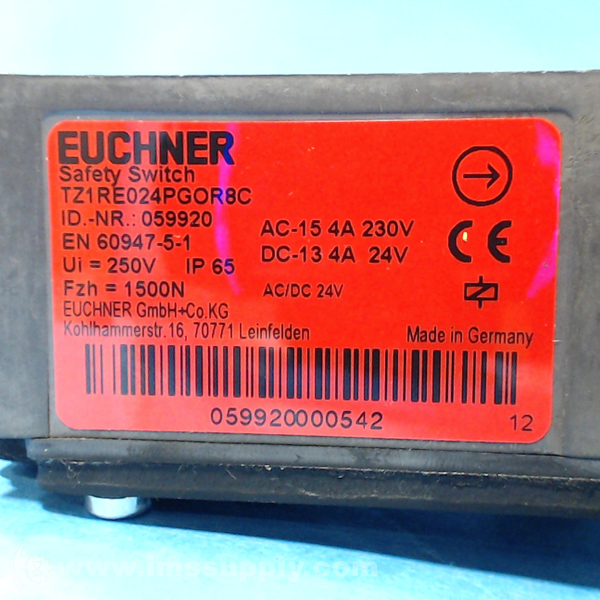 EUCHNER
Safety Switch
TZ1RE024PGOR8C
ID.-NR.: 059920
EN 60947-5-1
Ui = 250V IP 65
Fzh = 1500N
AC-15 4A 230V
DC-13 4A 24V
AC/DC 24V
CE
EUCHNER GmbH+Co.KG
Kohlhammerstr.16, 70771 Leinfelden
Made in Germany
059920000542
12
www.imssupply.com